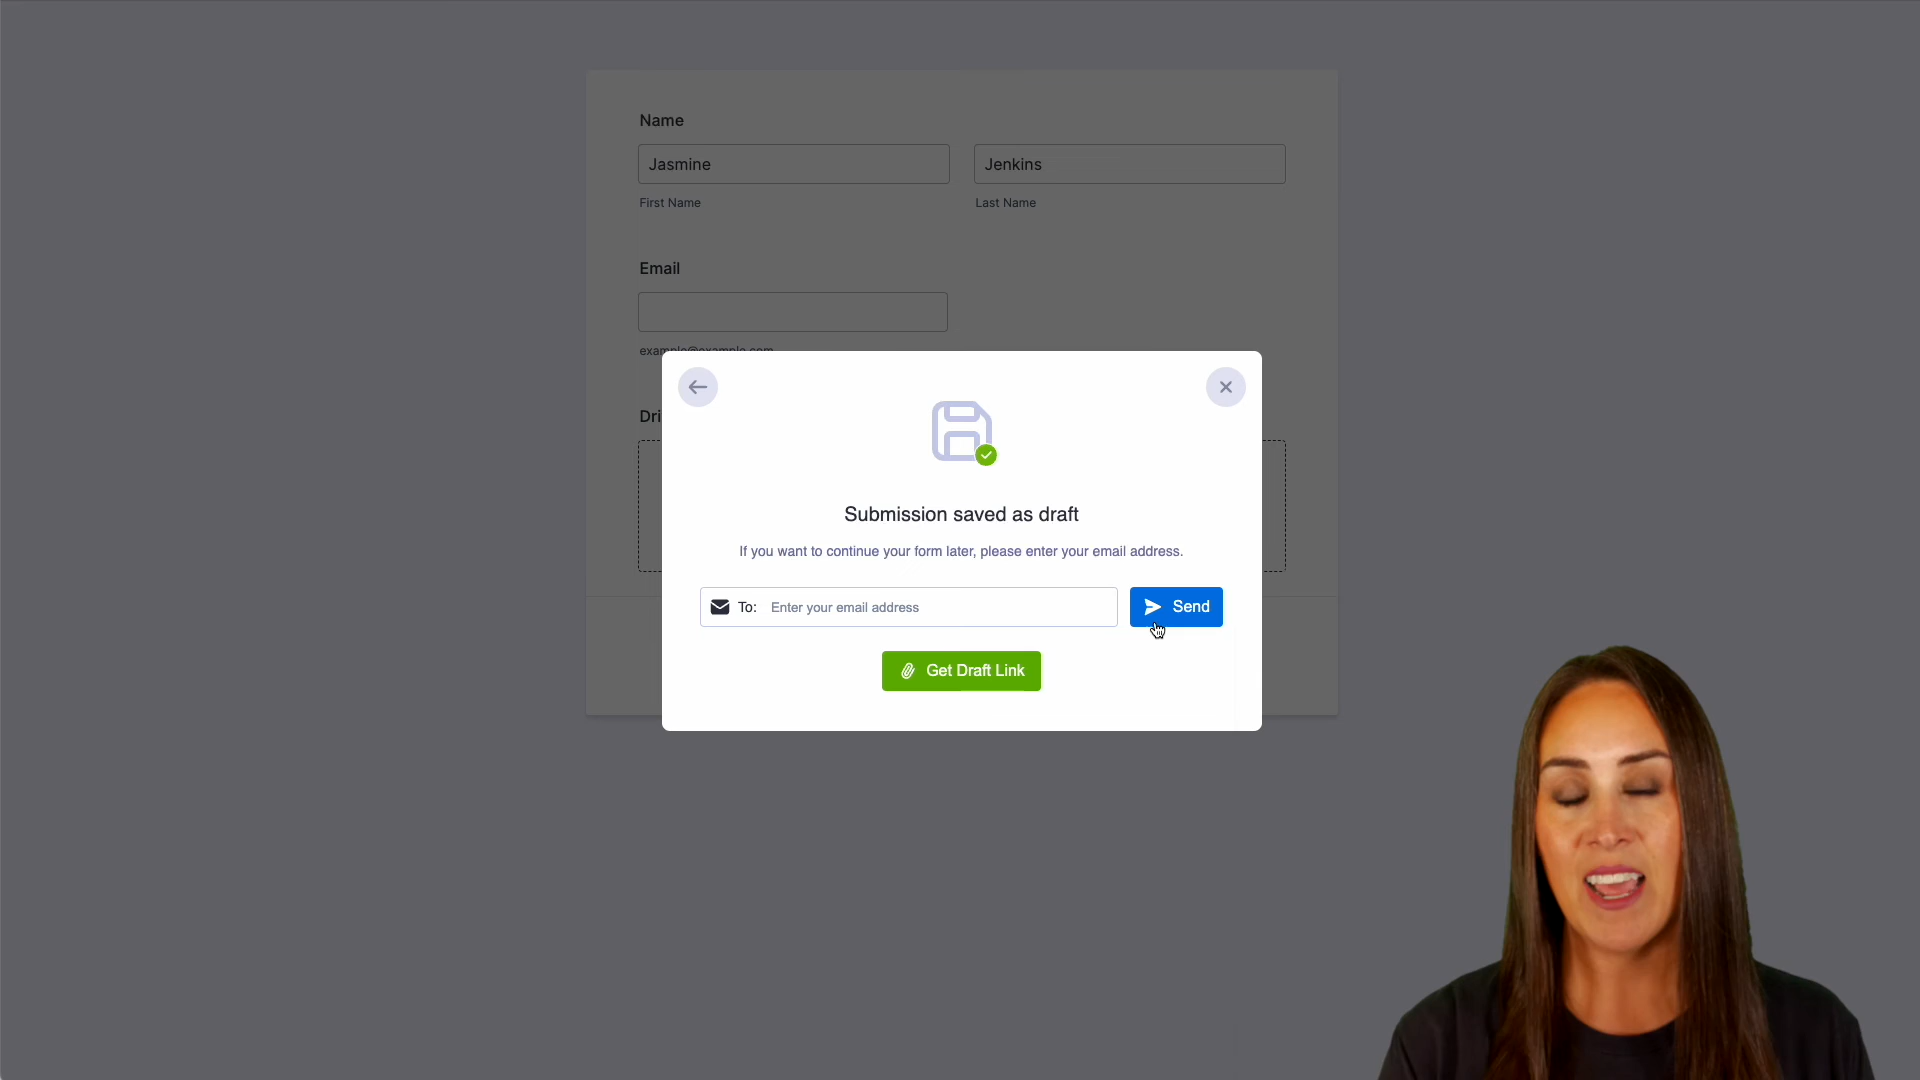 Name
Jasmine
Jenkins
First Name
Last Name
Email
example@example.com
Dri
Submission saved as draft
If you want to continue your form later, please enter your email address.
To: Enter your email address
Send
Get Draft Link